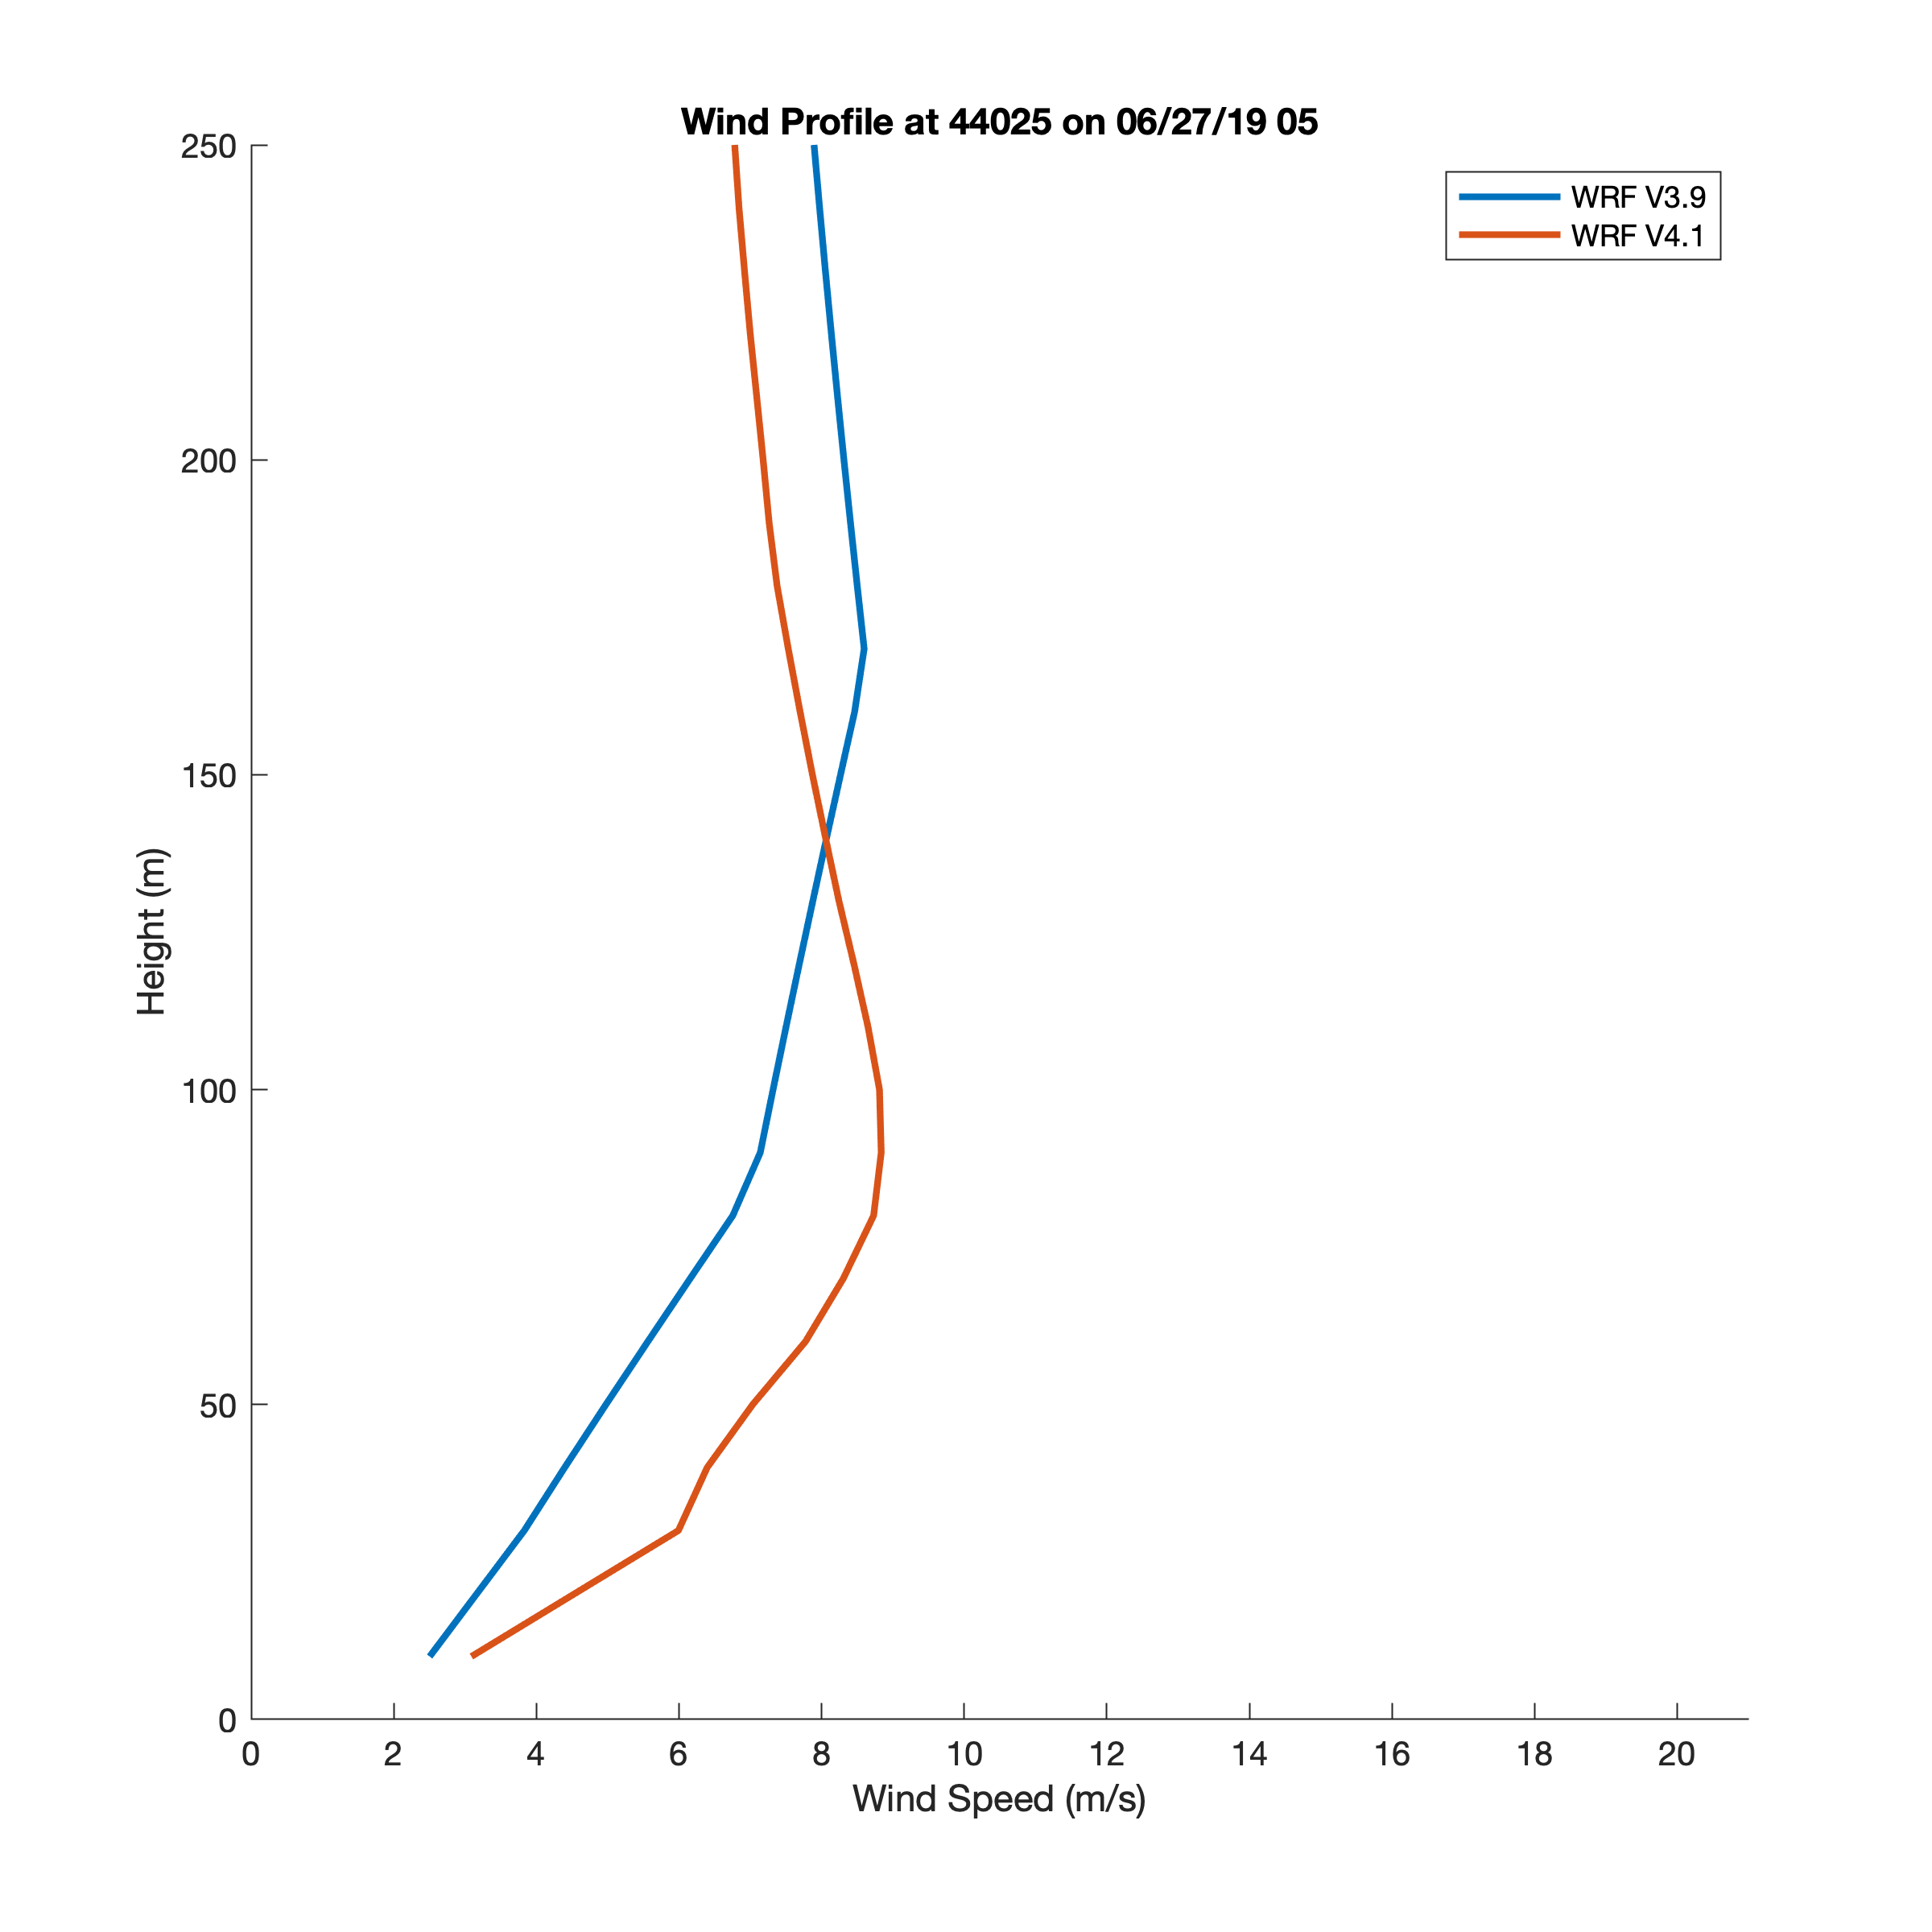 Wind Profile at 44025 on 06/27/19 05
WRF V3.9
WRF V4.1
250
200
150
100
50
0
Height (m)
0 2 4 6 8 10 12 14 16 18 20
Wind Speed (m/s)